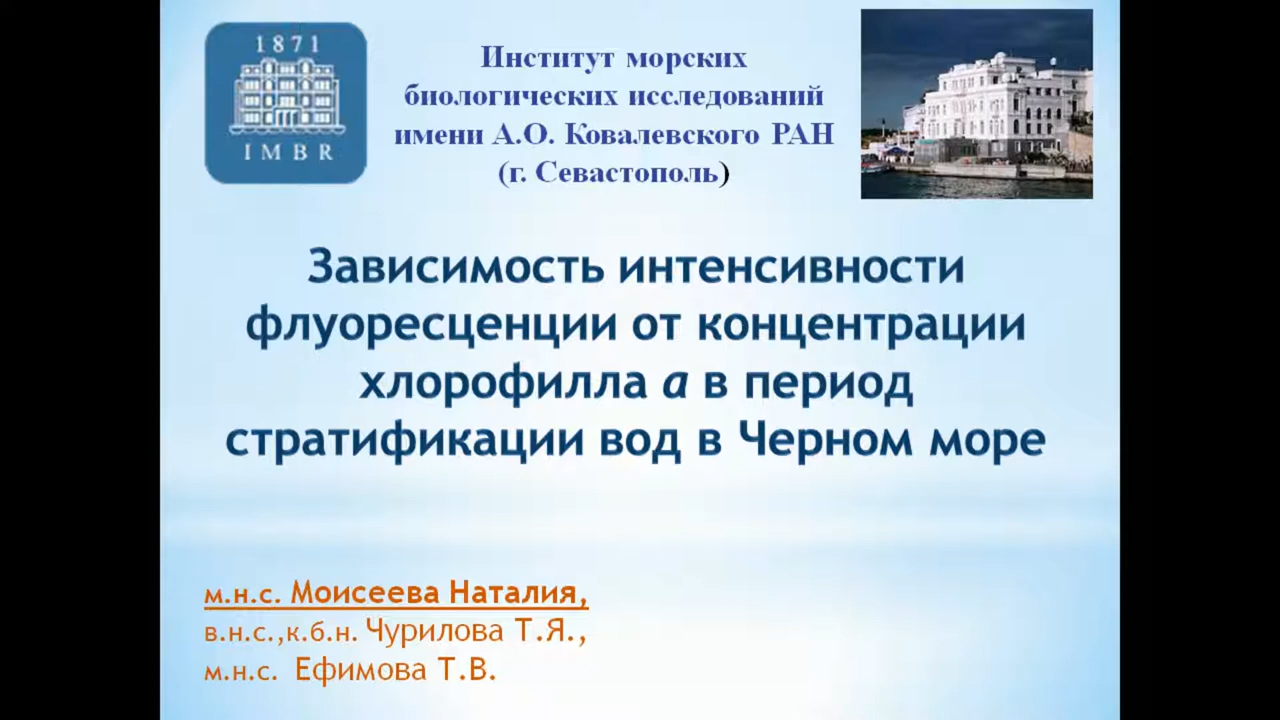 1871
IMBR
Институт морских
биологических исследований
имени А.О. Ковалевского РАН
(г. Севастополь)
Зависимость интенсивности
флуоресценции от концентрации
хлорофилла а в период
стратификации вод в Черном море
м.н.с. Моисеева Наталия,
в.н.с.,к.б.н. Чурилова Т.Я.,
м.н.с. Ефимова Т.В.